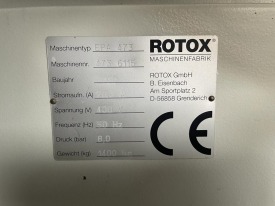 ROTOX®
MASCHINENFABRIK
Maschinentyp
Maschinennr.
Baujahr
Stromaufn.
Spannung (V)
Frequenz (Hz)
Druck (bar) 8,0
Gewicht (kg)
ROTOX GmbH
B. Eisenbach
Am Sportplatz 2
D-56858 Grenderich
CE